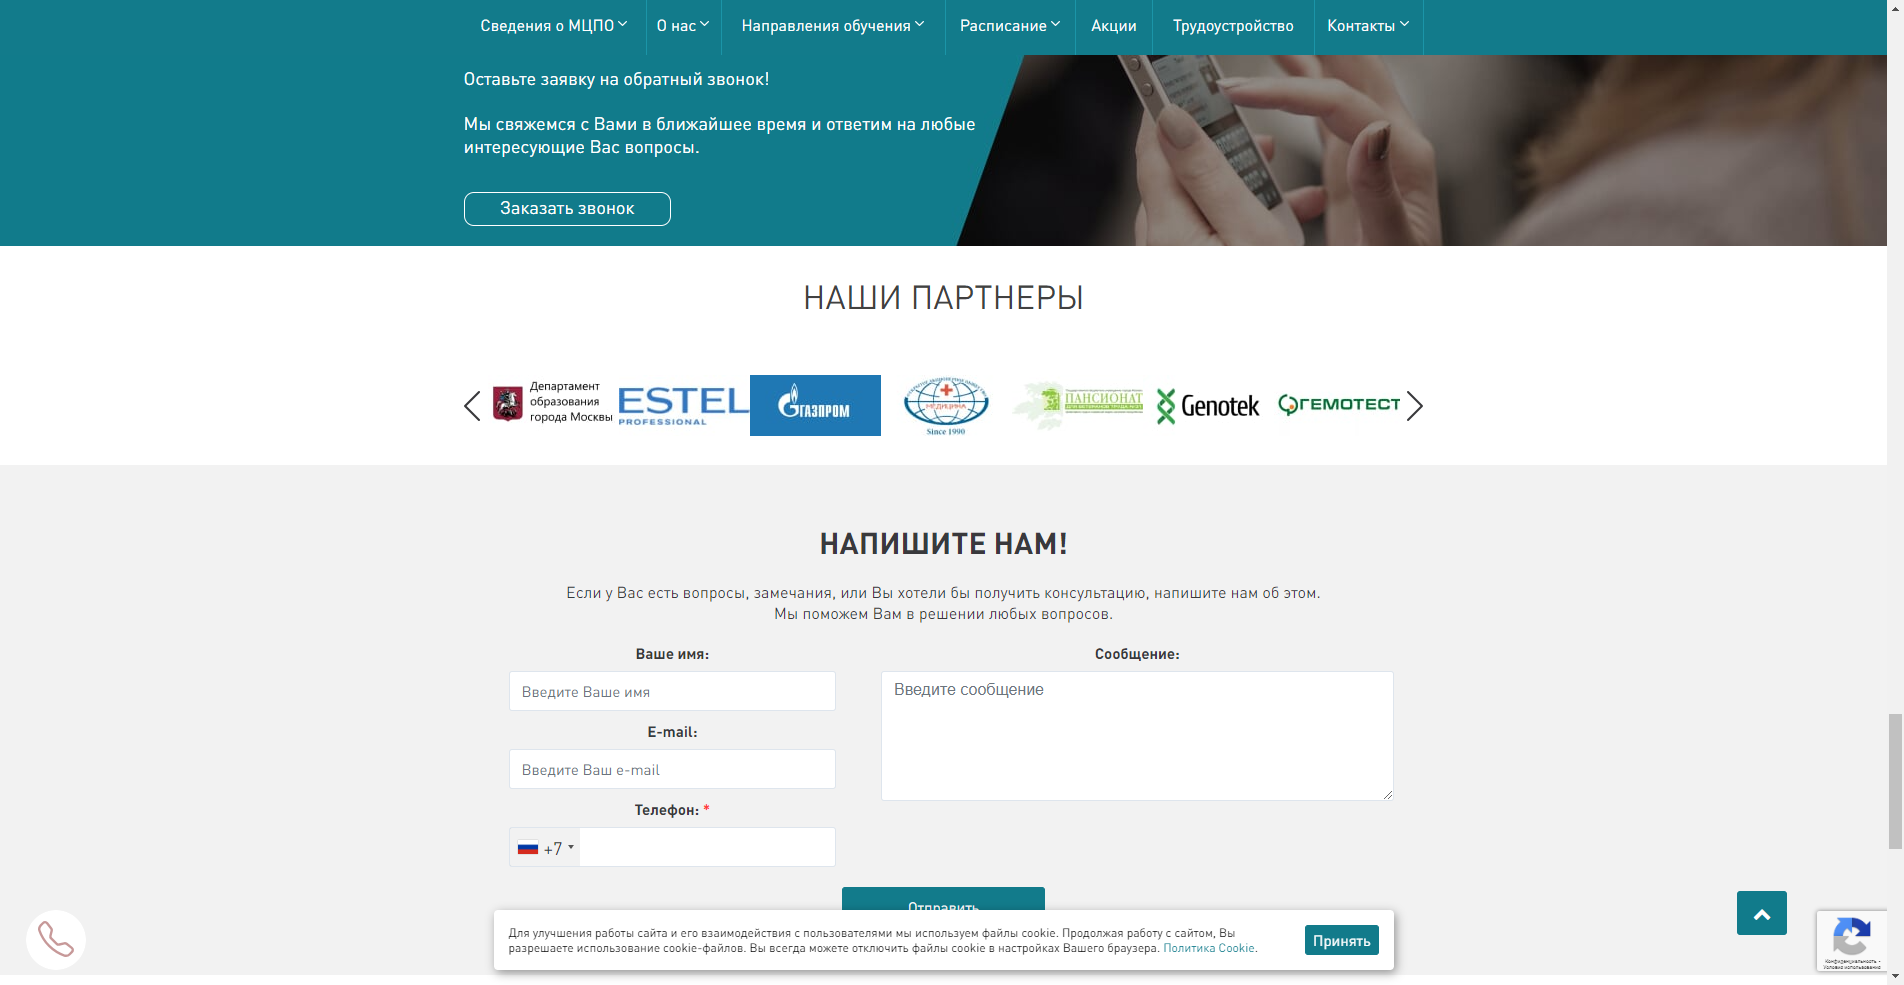 Сведения о МЦПО
О нас
Направления обучения
Расписание
Акции
Трудоустройство
Контакты
Оставьте заявку на обратный звонок!
Мы свяжемся с Вами в ближайшее время и ответим на любые
интересующие Вас вопросы.
Заказать звонок
НАШИ ПАРТНЕРЫ
Департамент
образования
города Москвы
ESTEL
PROFESSIONAL
ГАЗПРОМ
МЕДИЦИНА
Since 1990
ПАНСИОНАТ
Genotek
ГЕМОТЕСТ
НАПИШИТЕ НАМ!
Если у Вас есть вопросы, замечания, или Вы хотели бы получить консультацию, напишите нам об этом.
Мы поможем Вам в решении любых вопросов.
Ваше имя:
Введите Ваше имя
E-mail:
Введите Ваш e-mail
Телефон: *
+7
Сообщение:
Введите сообщение
Отправить
Для улучшения работы сайта и его взаимодействия с пользователями мы используем файлы cookie. Продолжая работу с сайтом, Вы
разрешаете использование cookie-файлов. Вы всегда можете отключить файлы cookie в настройках Вашего браузера. Политика Cookie.
Принять
Конфиденциальность -
Условия использования